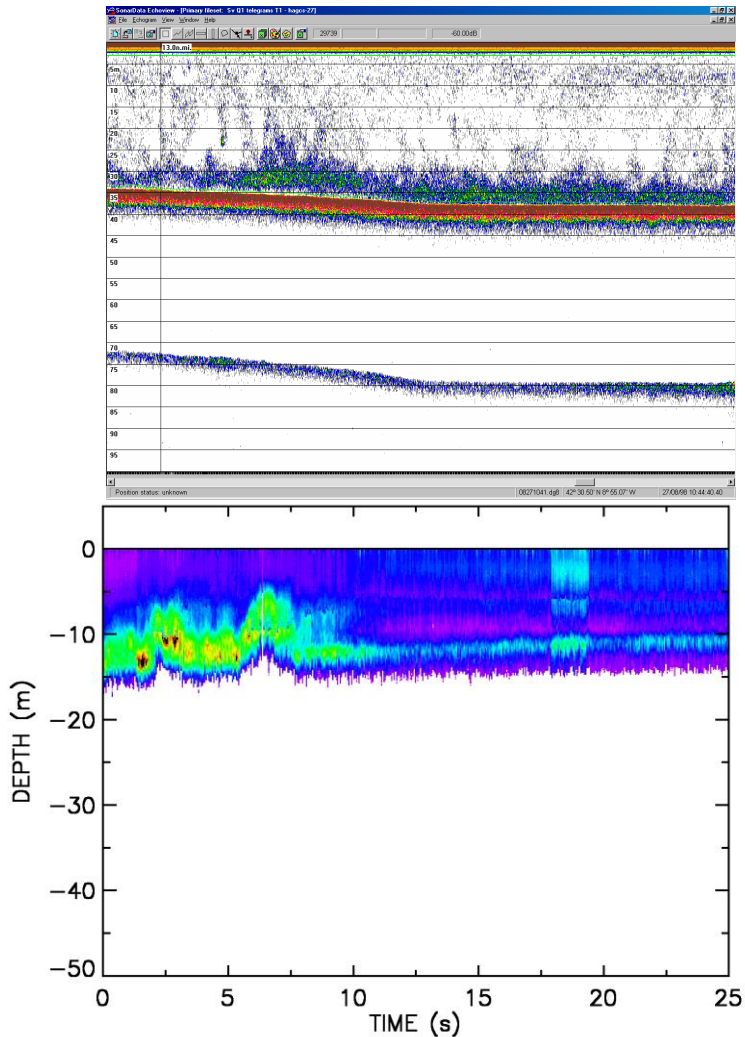 SonarData Echoview - [Primary fileset: Sv Q1 telegrams T1 - hagcs-27]
File Echogram View Window Help
29739 -60.00dB
13.0n.mi.
5m
10
15
20
25
30
35
40
45
50
55
60
65
70
75
80
85
90
95
Position status: unknown 08271041.dg8 42º 30.50' N 8º 55.07' W 27/08/98 10:44:40.40
0
−10
−20
−30
−40
−50
DEPTH (m)
0 5 10 15 20 25
TIME (s)